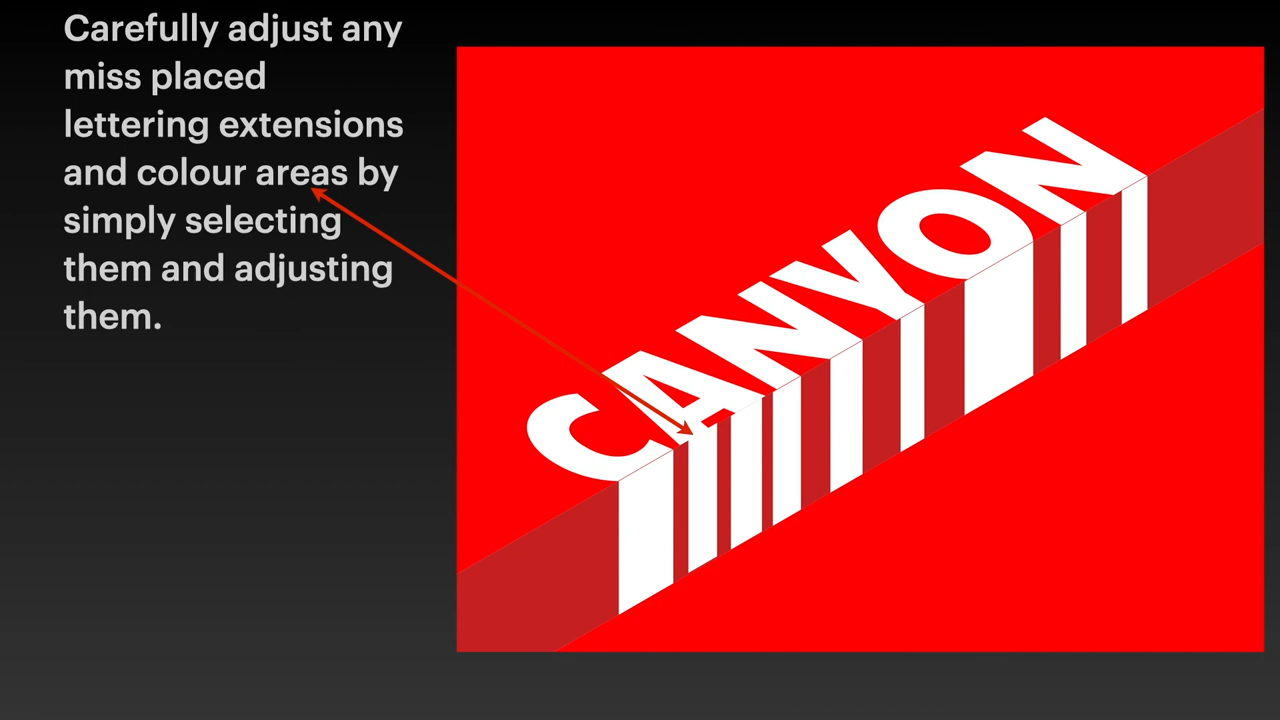 Carefully adjust any
miss placed
lettering extensions
and colour areas by
simply selecting
them and adjusting
them.
CANYON